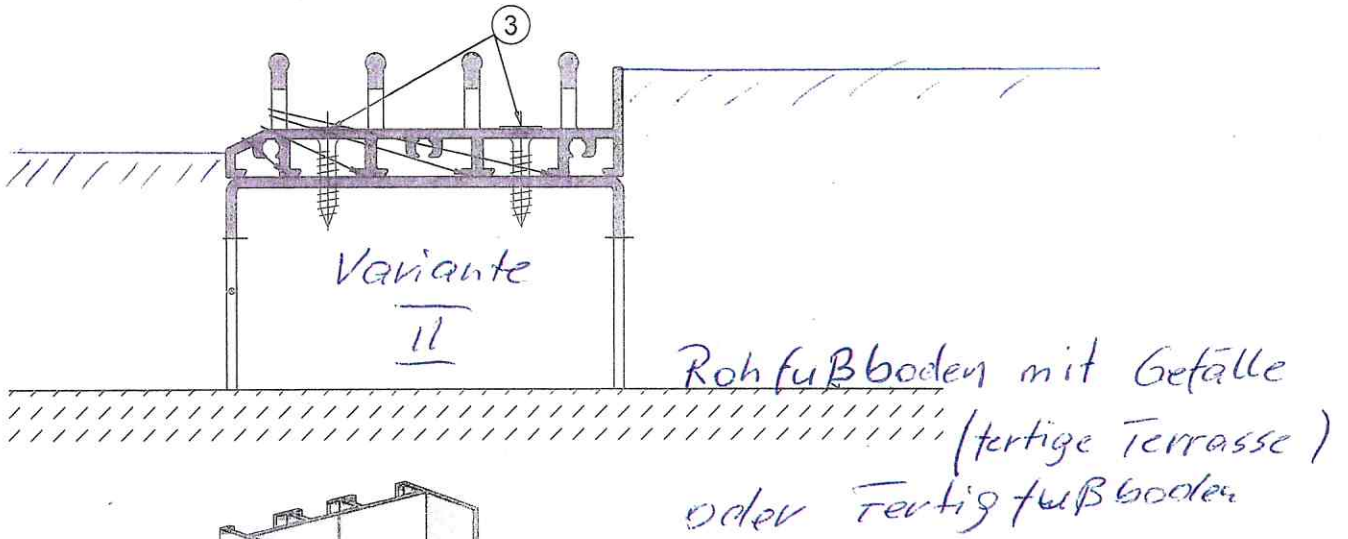 3
Variante
II
Rohfußboden mit Gefälle
(fertige Terrasse)
oder Fertigfußboden